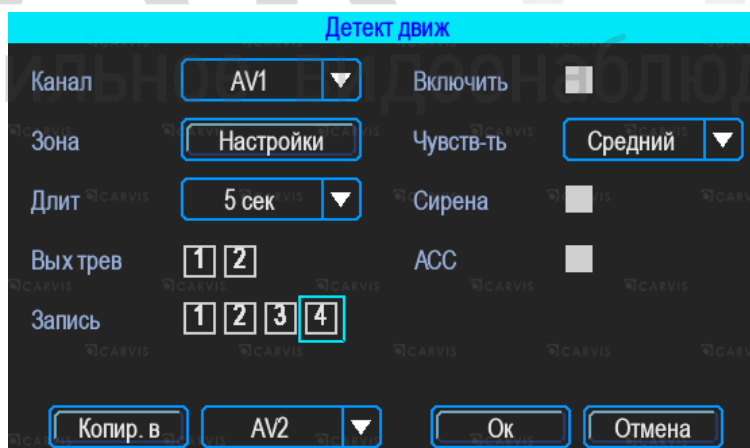 Детект движ
Канал AV1 Включить
Зона Настройки Чувств-ть Средний
Длит 5 сек Сирена
Вых трев 1 2 ACC
Запись 1 2 3 4
Копир. в AV2 Ок Отмена
CARVIS